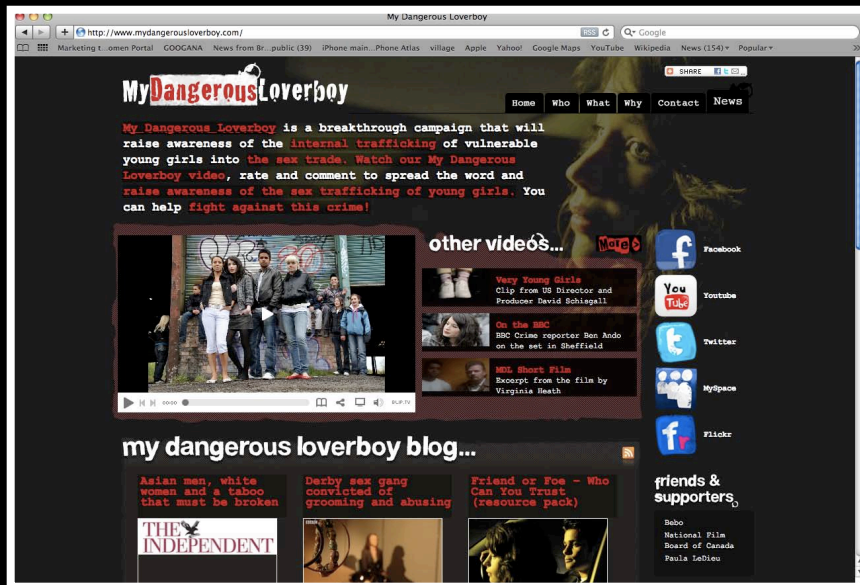 My Dangerous Loverboy
http://www.mydangerousloverboy.com/
RSS
Google
Marketing t...omen Portal GOOGANA News from Br...public (39) iPhone main...Phone Atlas village Apple Yahoo! Google Maps YouTube Wikipedia News (154) Popular
SHARE
MyDangerousLoverboy
Home Who What Why Contact News
My Dangerous Loverboy is a breakthrough campaign that will
raise awareness of the internal trafficking of vulnerable
young girls into the sex trade. Watch our My Dangerous
Loverboy video, rate and comment to spread the word and
raise awareness of the sex trafficking of young girls. You
can help fight against this crime!
other videos... More
Very Young Girls
Clip from US Director and
Producer David Schisgall
On the BBC
BBC Crime reporter Ben Ando
on the set in Sheffield
MDL Short Film
Excerpt from the film by
Virginia Heath
00:00
BLIP.TV
Facebook
You Tube
Youtube
Twitter
MySpace
Flickr
my dangerous loverboy blog...
Asian men, white
women and a taboo
that must be broken
THE
INDEPENDENT
Derby sex gang
convicted of
grooming and abusing
Friend or Foe - Who
Can You Trust
(resource pack)
friends &
supporters
Bebo
National Film
Board of Canada
Paula LeDieu